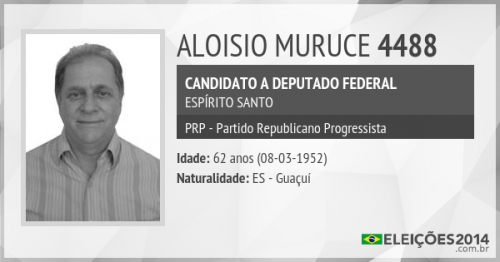 ALOISIO MURUCE 4488
CANDIDATO A DEPUTADO FEDERAL
ESPÍRITO SANTO
PRP - Partido Republicano Progressista
Idade: 62 anos (08-03-1952)
Naturalidade: ES - Guaçuí
ELEIÇÕES2014
.com.br